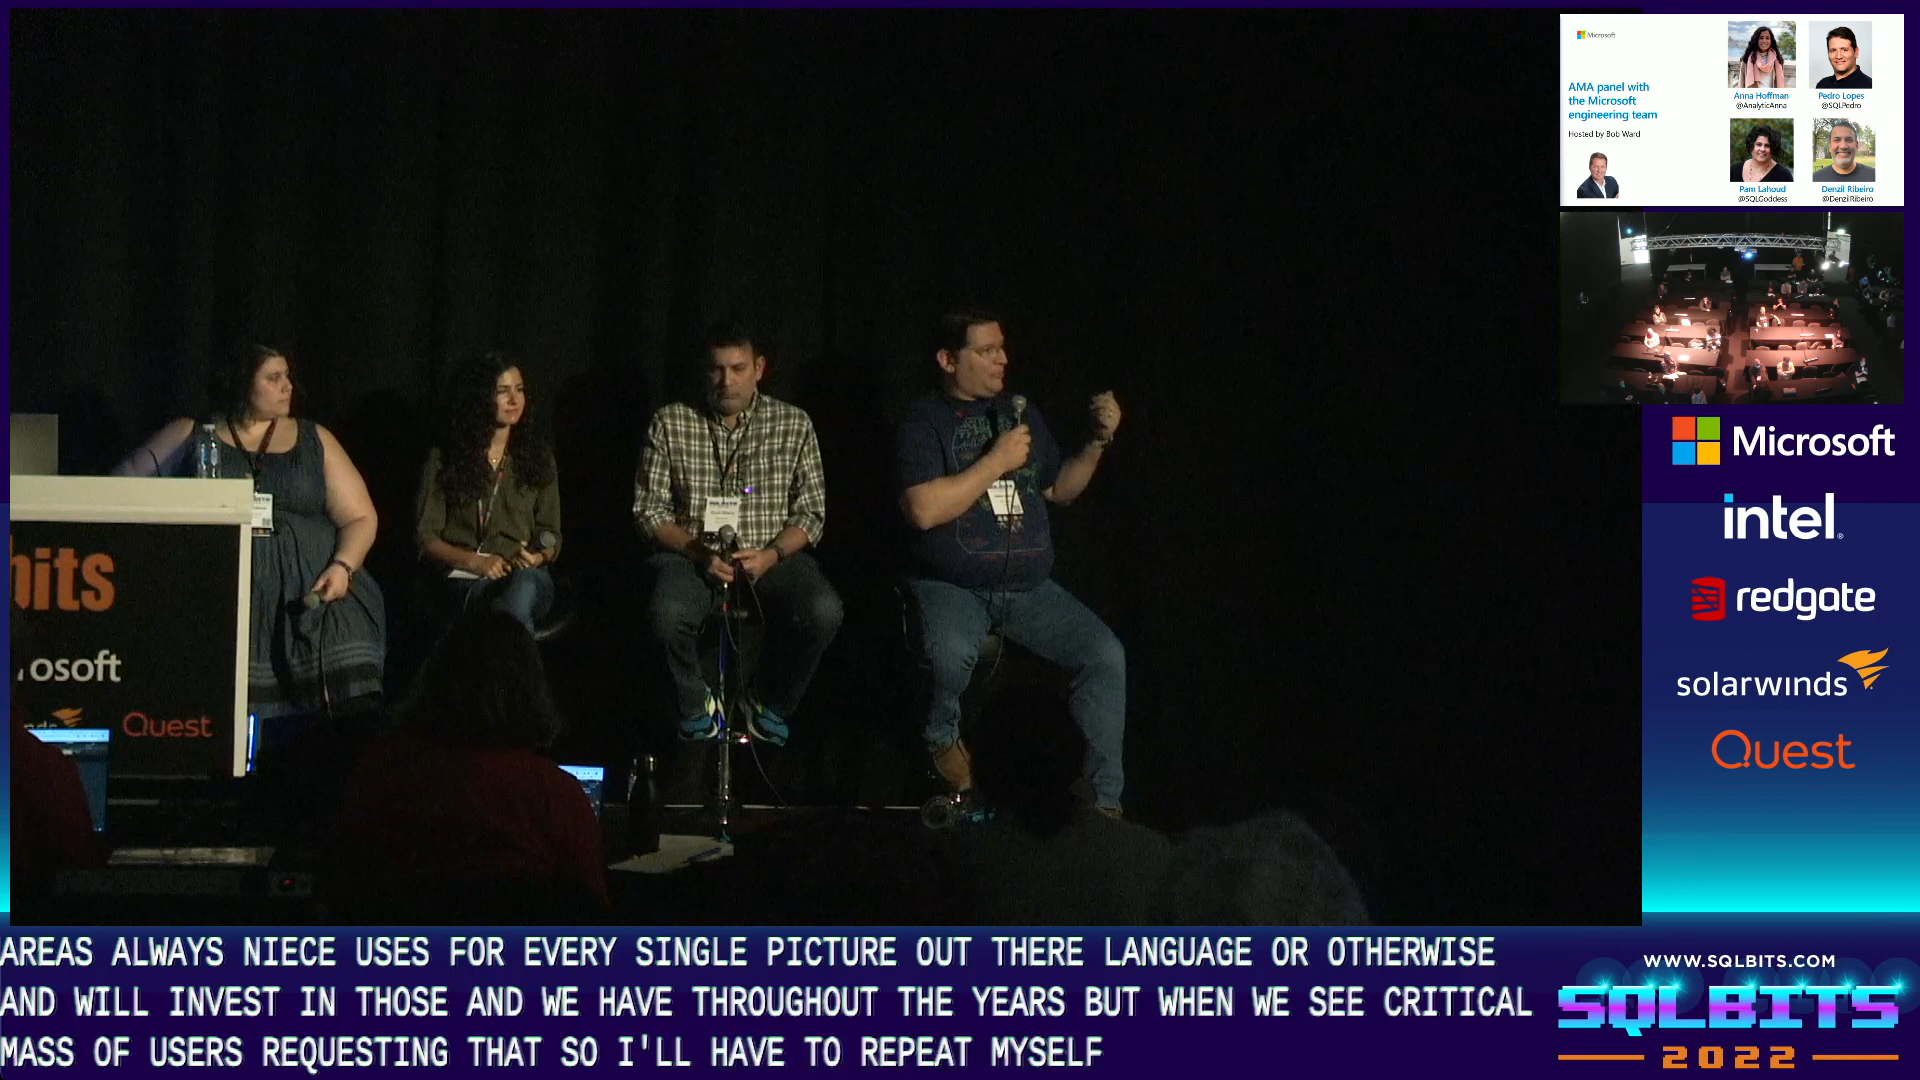 Microsoft
AMA panel with
the Microsoft
engineering team
Hosted by Bob Ward
Anna Hoffman
@AnalyticAnna
Pedro Lopes
@SQLPedro
Pam Lahoud
@SQLGoddess
Denzil Ribeiro
@DenzilRibeiro
Microsoft
intel
redgate
solarwinds
Quest
bits
osoft
Quest
AREAS ALWAYS NIECE USES FOR EVERY SINGLE PICTURE OUT THERE LANGUAGE OR OTHERWISE
AND WILL INVEST IN THOSE AND WE HAVE THROUGHOUT THE YEARS BUT WHEN WE SEE CRITICAL
MASS OF USERS REQUESTING THAT SO I'LL HAVE TO REPEAT MYSELF
WWW.SQLBITS.COM
SQLBITS
2022